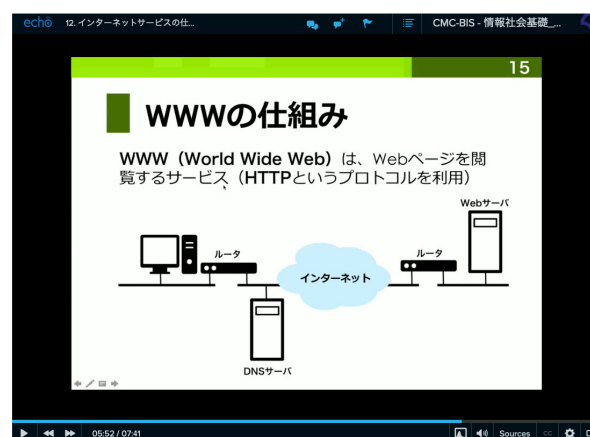 echo 12. インターネットサービスの仕... CMC-BIS - 情報社会基礎_...
15
WWWの仕組み
WWW（World Wide Web）は、Webページを閲
覧するサービス（HTTPというプロトコルを利用）
Webサーバ
ルータ
ルータ
インターネット
DNSサーバ
05:52 / 07:41 Sources CC